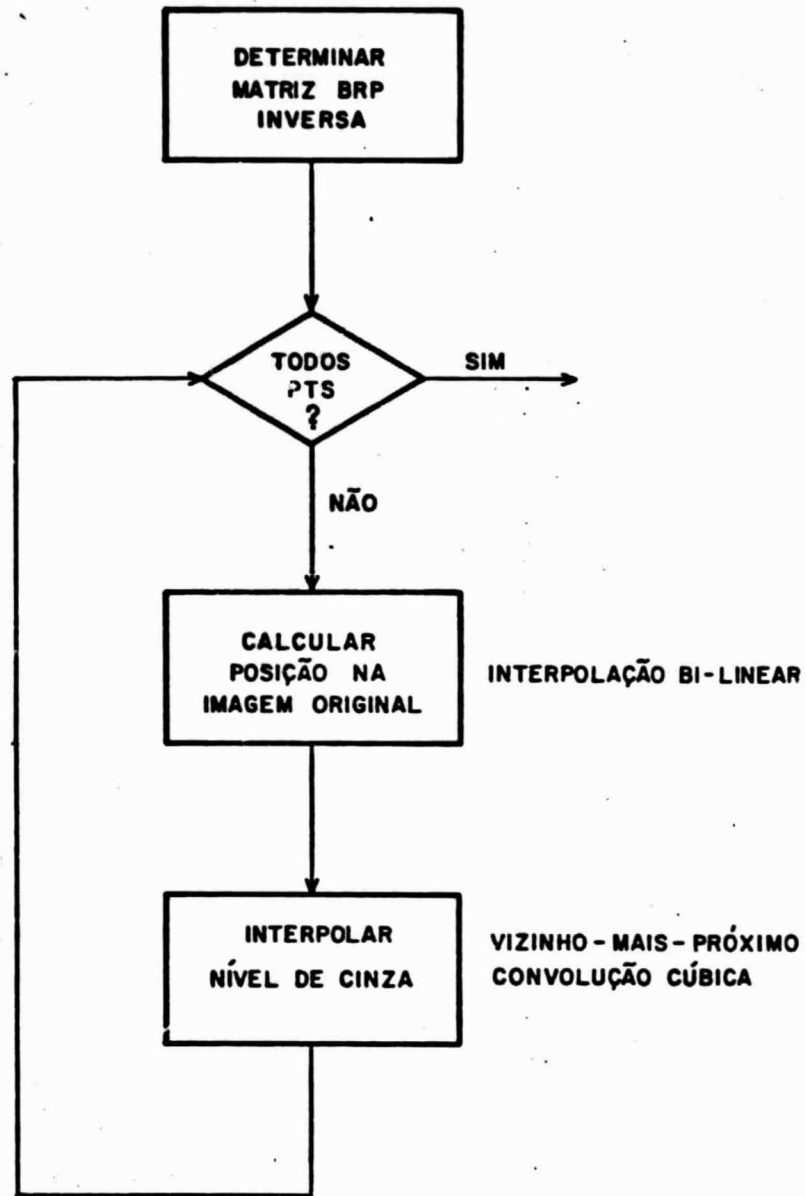 DETERMINAR
MATRIZ BRP
INVERSA
TODOS
PTS
?
SIM
NÃO
CALCULAR
POSIÇÃO NA
IMAGEM ORIGINAL
INTERPOLAÇÃO BI-LINEAR
INTERPOLAR
NÍVEL DE CINZA
VIZINHO-MAIS-PRÓXIMO
CONVOLUÇÃO CÚBICA